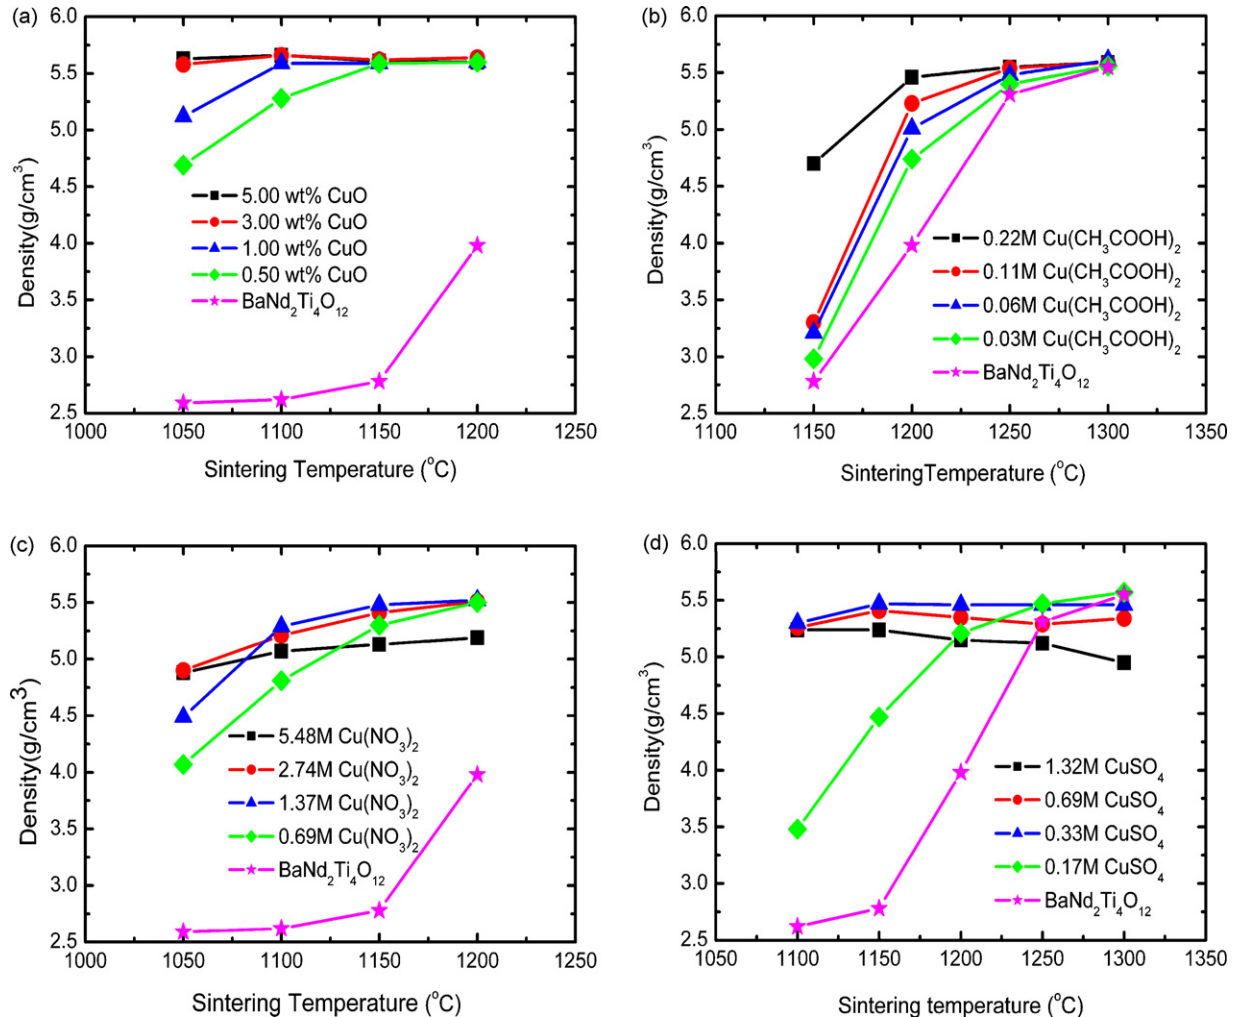 (a)
6.0
5.5
5.0
4.5
4.0
3.5
3.0
2.5
Density(g/cm³)
5.00 wt% CuO
3.00 wt% CuO
1.00 wt% CuO
0.50 wt% CuO
BaNd₂Ti₄O₁₂
1000 1050 1100 1150 1200 1250
Sintering Temperature (°C)
(b)
6.0
5.5
5.0
4.5
4.0
3.5
3.0
2.5
Density(g/cm³)
0.22M Cu(CH₃COOH)₂
0.11M Cu(CH₃COOH)₂
0.06M Cu(CH₃COOH)₂
0.03M Cu(CH₃COOH)₂
BaNd₂Ti₄O₁₂
1100 1150 1200 1250 1300 1350
SinteringTemperature (°C)
(c)
6.0
5.5
5.0
4.5
4.0
3.5
3.0
2.5
Density(g/cm³)
5.48M Cu(NO₃)₂
2.74M Cu(NO₃)₂
1.37M Cu(NO₃)₂
0.69M Cu(NO₃)₂
BaNd₂Ti₄O₁₂
1000 1050 1100 1150 1200 1250
Sintering Temperature (°C)
(d)
6.0
5.5
5.0
4.5
4.0
3.5
3.0
2.5
Density(g/cm³)
1.32M CuSO₄
0.69M CuSO₄
0.33M CuSO₄
0.17M CuSO₄
BaNd₂Ti₄O₁₂
1050 1100 1150 1200 1250 1300 1350
Sintering temperature (°C)